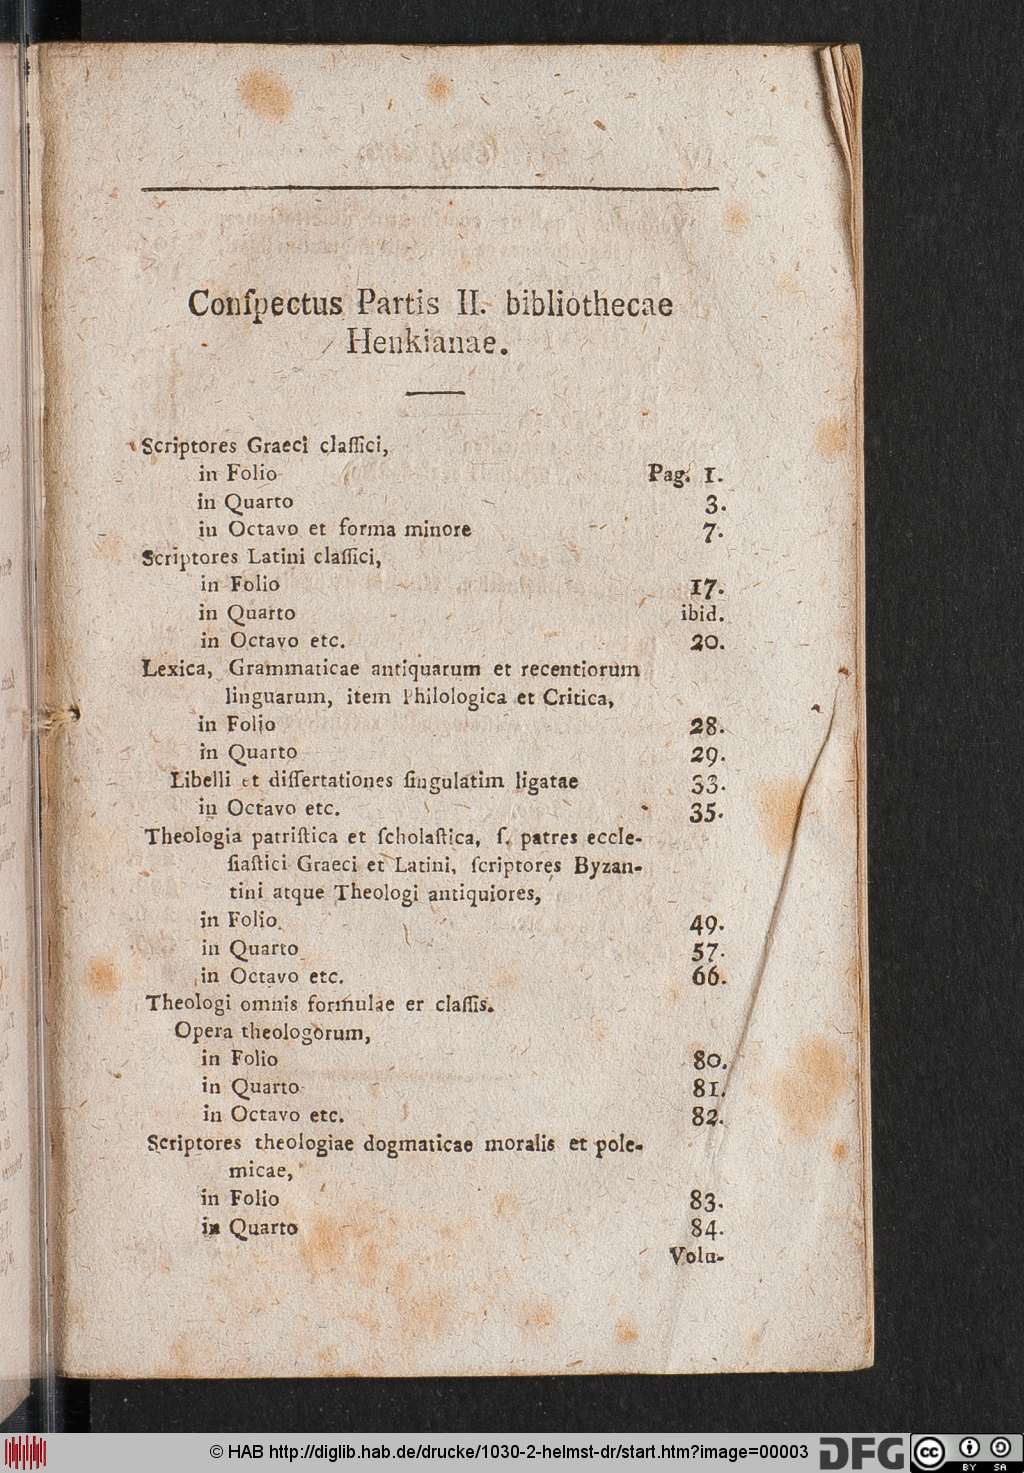 Conſpectus Partis II. bibliothecae
Henkianae.
Scriptores Graeci claſſici,
in Folio Pag. 1.
in Quarto 3.
in Octavo et forma minore 7.
Scriptores Latini claſſici,
in Folio 17.
in Quarto ibid.
in Octavo etc. 20.
Lexica, Grammaticae antiquarum et recentiorum
linguarum, item Philologica et Critica,
in Folio 28.
in Quarto 29.
Libelli et diſſertationes ſingulatim ligatae 33.
in Octavo etc. 35.
Theologia patriſtica et ſcholaſtica, ſ. patres eccle-
ſiaſtici Graeci et Latini, ſcriptores Byzan-
tini atque Theologi antiquiores,
in Folio 49.
in Quarto 57.
in Octavo etc. 66.
Theologi omnis formulae er claſſis.
Opera theologorum,
in Folio 80.
in Quarto 81.
in Octavo etc. 82.
Scriptores theologiae dogmaticae moralis et pole-
micae,
in Folio 83.
in Quarto 84.
Volu-
© HAB http://diglib.hab.de/drucke/1030-2-helmst-dr/start.htm?image=00003 DFG cc BY SA